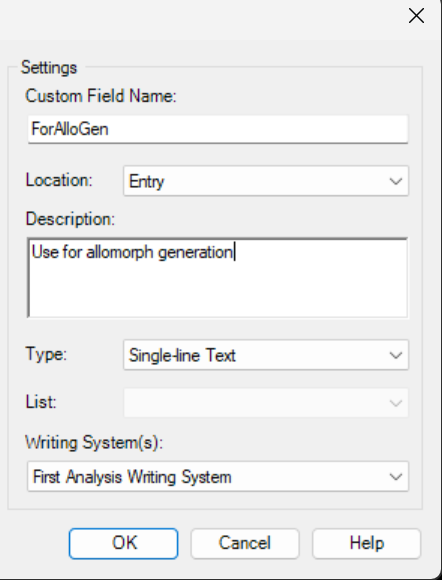 Settings
Custom Field Name:
ForAlloGen
Location: Entry
Description:
Use for allomorph generation
Type: Single-line Text
List:
Writing System(s):
First Analysis Writing System
OK Cancel Help